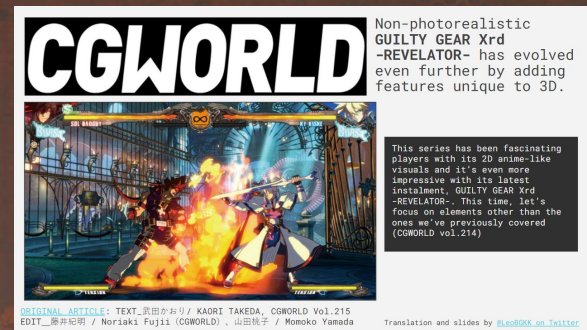 CGWORLD
Non-photorealistic
GUILTY GEAR Xrd
-REVELATOR- has evolved
even further by adding
features unique to 3D.
SOL BADGUY
KY KISKE
TENSION
TENSION
This series has been fascinating
players with its 2D anime-like
visuals and it's even more
impressive with its latest
instalment, GUILTY GEAR Xrd
-REVELATOR-. This time, let's
focus on elements other than the
ones we've previously covered
(CGWORLD vol.214)
ORIGINAL ARTICLE: TEXT_武田かおり/ KAORI TAKEDA, CGWORLD Vol.215
EDIT__藤井紀明 / Noriaki Fujii (CGWORLD) 、山田桃子 / Momoko Yamada
Translation and slides by @LeoBGKK on Twitter